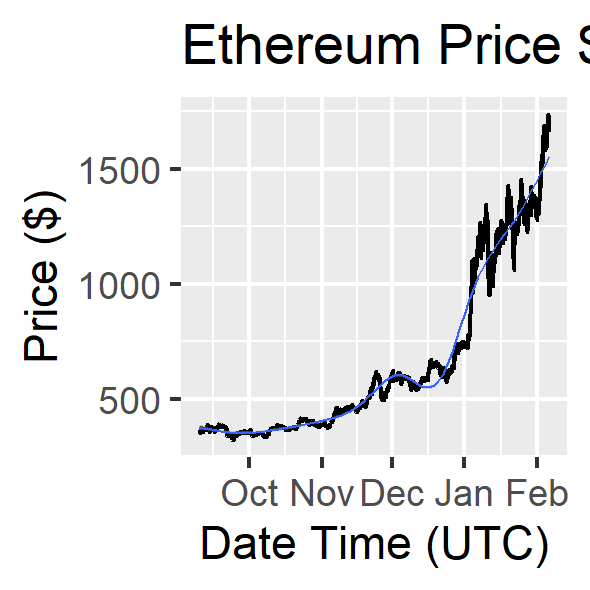 Ethereum Price
Price ($)
1500
1000
500
Oct Nov Dec Jan Feb
Date Time (UTC)